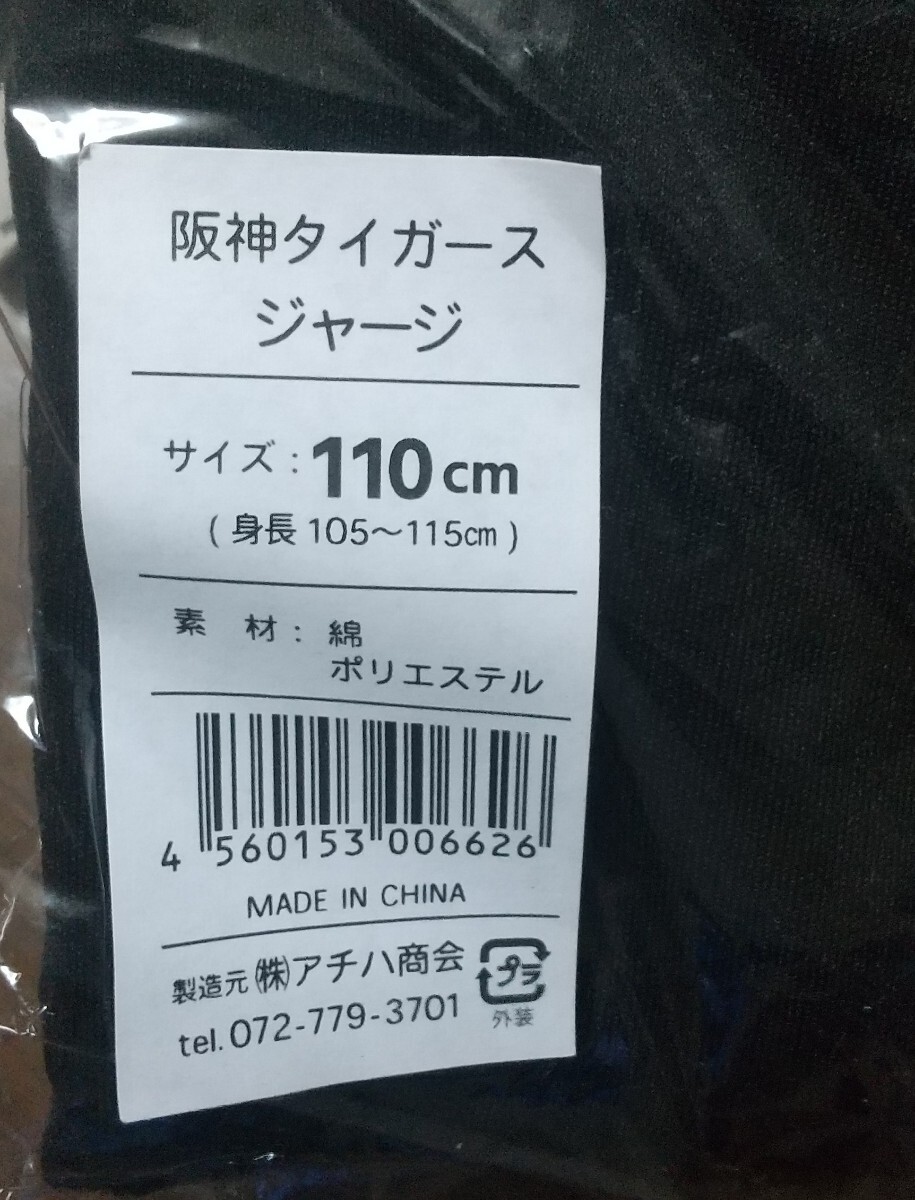 阪神タイガース
ジャージ
サイズ：110cm
(身長105～115㎝)
素　材：綿
ポリエステル
4 560153 006626
MADE IN CHINA
製造元 ㈱アチハ商会
tel.072-779-3701
プラ
外装